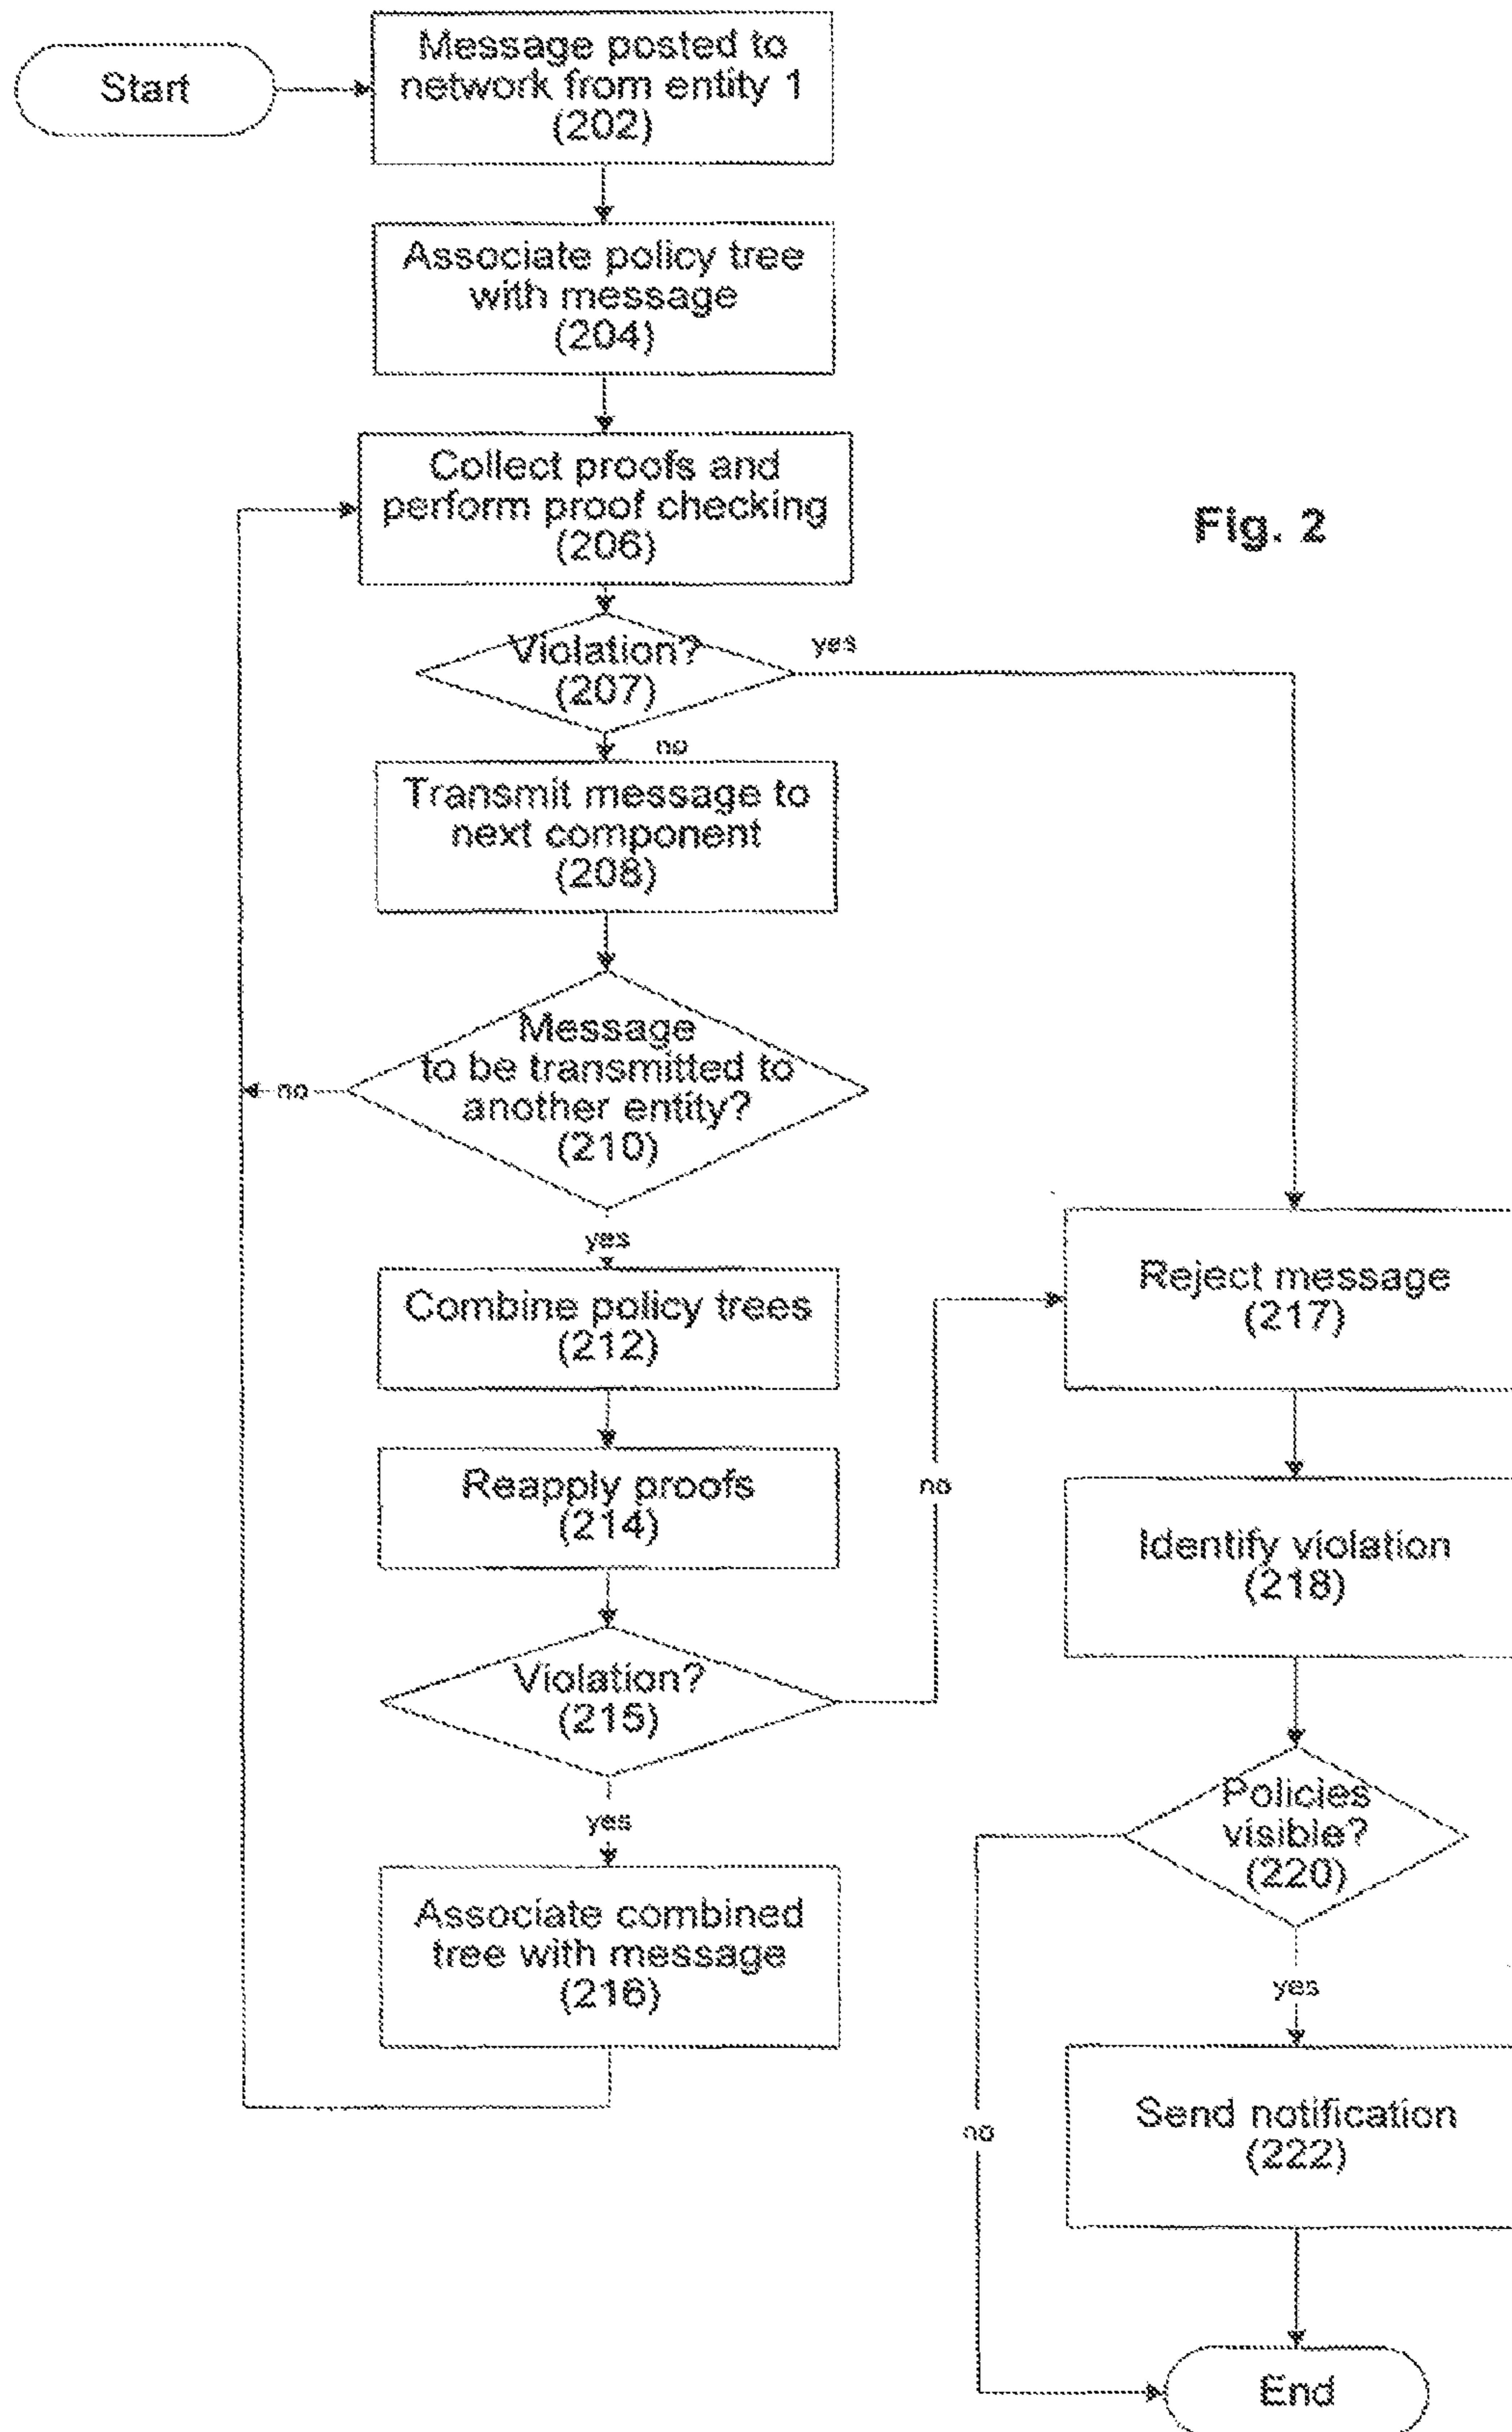 Start
Message posted to
network from entity 1
(202)
Associate policy tree
with message
(204)
Collect proofs and
perform proof checking
(206)
Fig. 2
Violation?
(207)
yes
no
Transmit message to
next component
(208)
Message
to be transmitted to
another entity?
(210)
no
yes
Combine policy trees
(212)
Reject message
(217)
Reapply proofs
(214)
no
Identify violation
(218)
Violation?
(215)
yes
Policies
visible?
(220)
Associate combined
tree with message
(216)
yes
no
Send notification
(222)
End